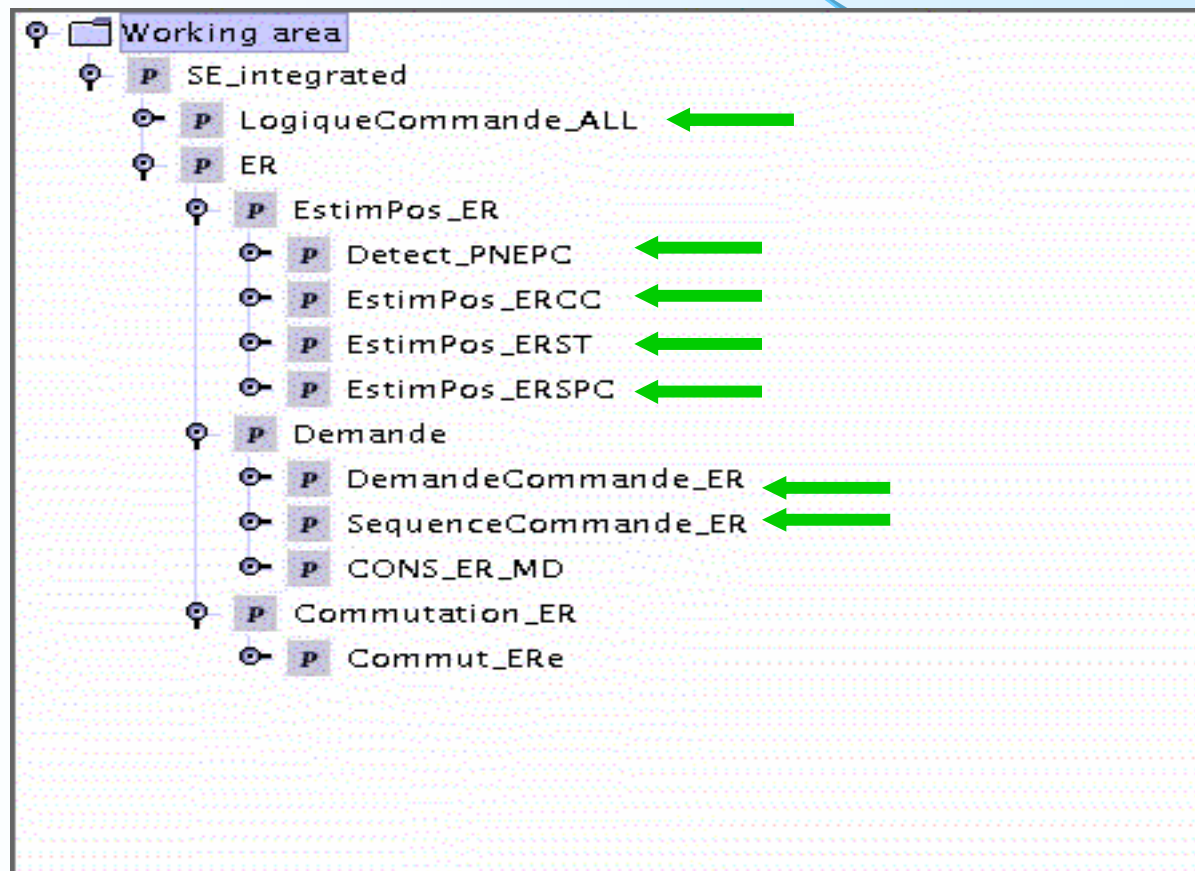 Working area
P SE_integrated
P LogiqueCommande_ALL
P ER
P EstimPos_ER
P Detect_PNEPC
P EstimPos_ERCC
P EstimPos_ERST
P EstimPos_ERSPC
P Demande
P DemandeCommande_ER
P SequenceCommande_ER
P CONS_ER_MD
P Commutation_ER
P Commut_ERe